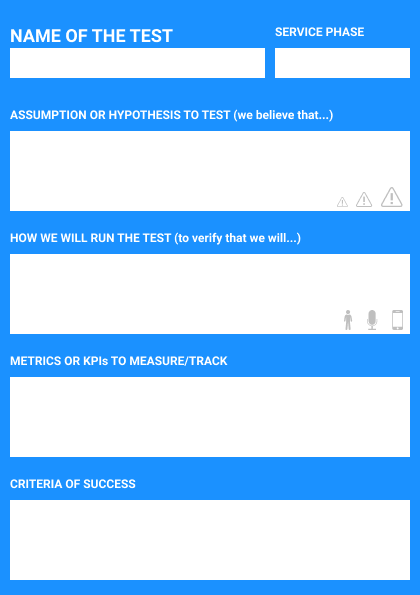 NAME OF THE TEST
SERVICE PHASE
ASSUMPTION OR HYPOTHESIS TO TEST (we believe that...)
HOW WE WILL RUN THE TEST (to verify that we will...)
METRICS OR KPIs TO MEASURE/TRACK
CRITERIA OF SUCCESS